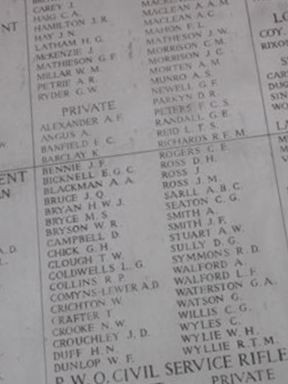 CAREY J.
HAIG C.A.
HAMILTON J.R.
HAY J.N.
LATHAM H.G.
McKENZIE J.
MATHIESON G.F.
MILLAR W.M.
PETRIE A.R.
RYDER G.W.
PRIVATE
ALEXANDER A.F.
ANGUS A.
BANFIELD F.C.
BARCLAY K.
BENNIE J.F.
BICKNELL E.G.C.
BLACKMAN A.A.
BRUCE J.Q.
BRYAN H.W.J.
BRYCE M.S.
BRYSON W.R.
CAMPBELL D.
CHICK G.H.
CLOUGH T.W.
COLDWELLS L.G.
COLLINS R.P.
COMYNS-LEWER A.D.
CRICHTON W.
CRAFTER T.
CROOKE N.W.
CROUCHLEY J.D.
DUFF H.N.
DUNLOP W.F.
MACLEAN A.A.M.
MACLEAN A.C.
MAHON F.L.
MATHESON J.W.
MORRISON C.M.
MORRISON J.C.
MORTEN A.M.
MUNRO A.S.
NEWELL G.F.
PARKYN D.R.
PETERS F.C.S.
RANDALL G.B.
REID L.F.S.
RICHARDS R.F.M.
ROGERS C.E.
ROSS D.H.
ROSS J.
ROSS J.M.
SARLL A.B.C.
SEATON C.G.
SMITH A.
SMITH J.F.
STUART A.W.
SULLY D.G.
SYMMONS R.D.
WALFORD A.
WALFORD L.F.
WATERSTON G.A.
WATSON G.
WILLIS C.G.
WYLES C.
WYLIE W.H.
WYLLIE R.T.M.
P.W.O. CIVIL SERVICE RIFLE
PRIVATE